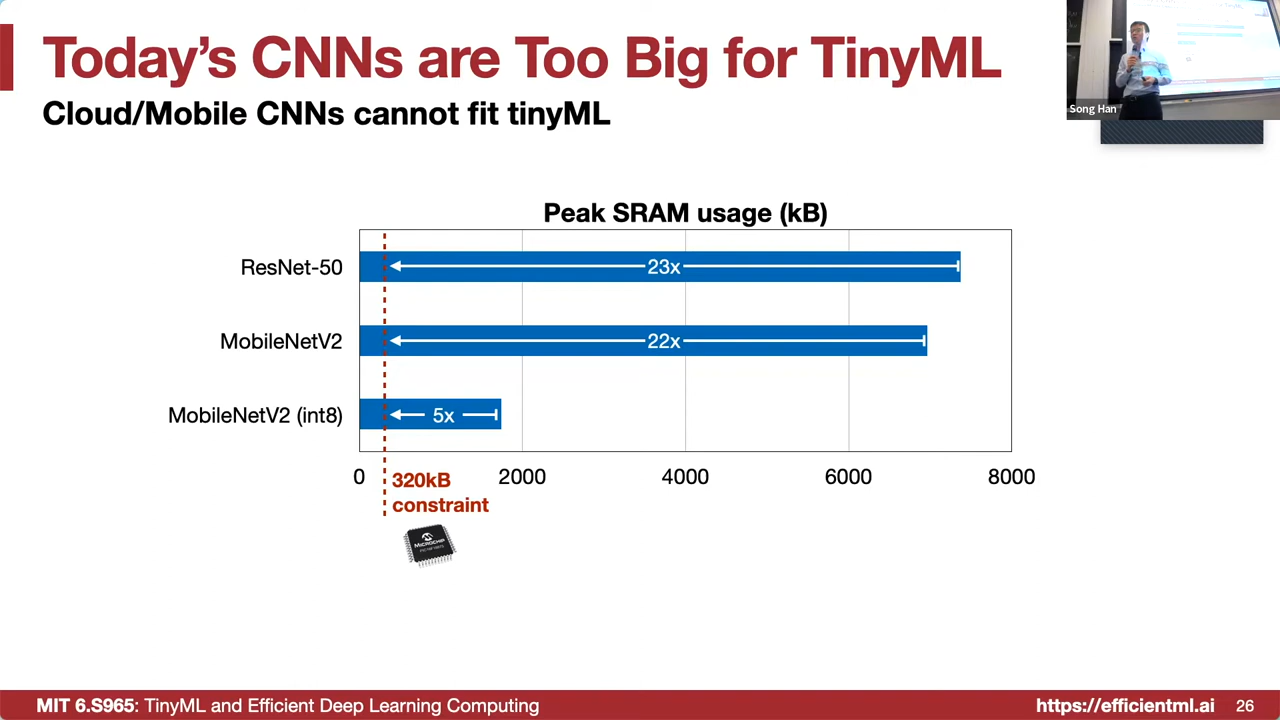 Today's CNNs are Too Big for TinyML
Cloud/Mobile CNNs cannot fit tinyML
Song Han
Peak SRAM usage (kB)
ResNet-50
23x
MobileNetV2
22x
MobileNetV2 (int8)
5x
0
2000
4000
6000
8000
320kB
constraint
MICROCHIP
MIT 6.S965: TinyML and Efficient Deep Learning Computing
https://efficientml.ai
26